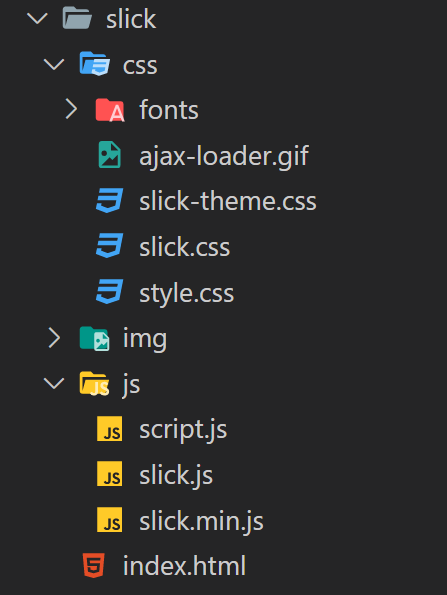 slick
css
fonts
ajax-loader.gif
slick-theme.css
slick.css
style.css
img
js
script.js
slick.js
slick.min.js
index.html